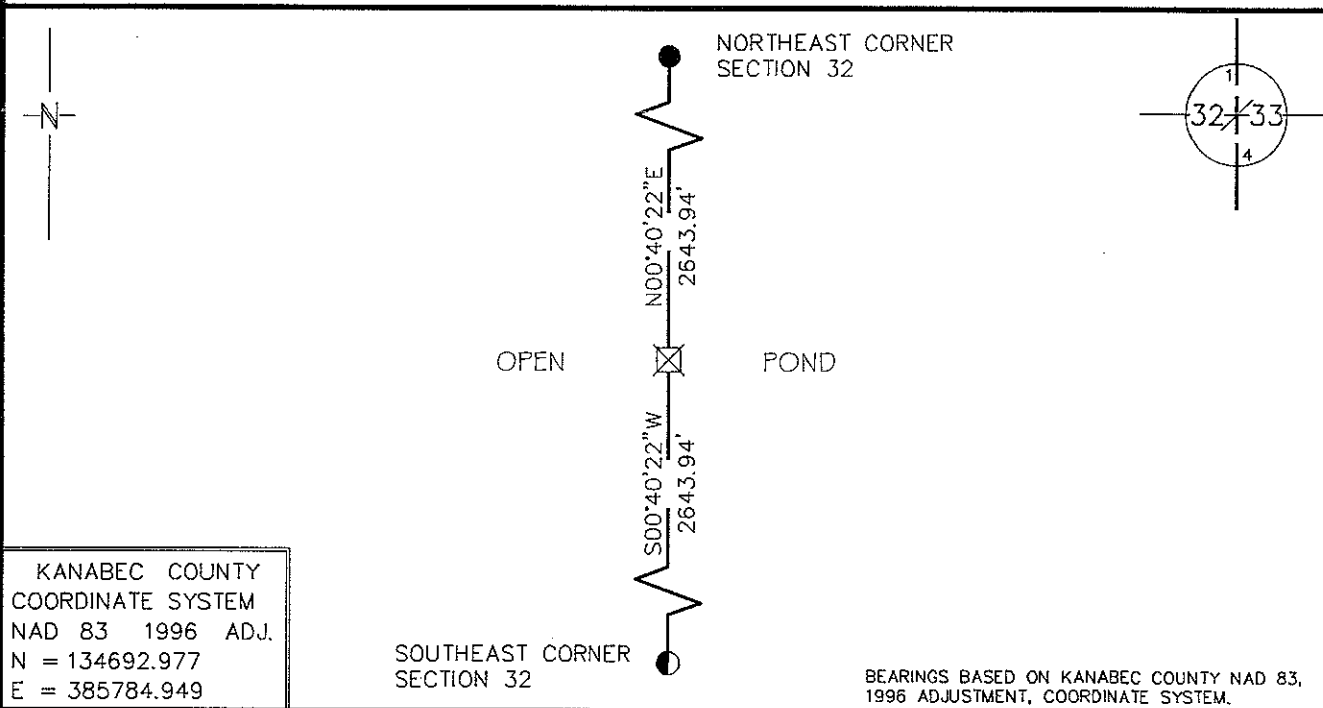 NORTHEAST CORNER
SECTION 32
N
1
32 33
4
N00°40'22"E
2643.94'
OPEN
POND
S00°40'22"W
2643.94'
KANABEC COUNTY
COORDINATE SYSTEM
NAD 83 1996 ADJ.
N = 134692.977
E = 385784.949
SOUTHEAST CORNER
SECTION 32
BEARINGS BASED ON KANABEC COUNTY NAD 83,
1996 ADJUSTMENT, COORDINATE SYSTEM.